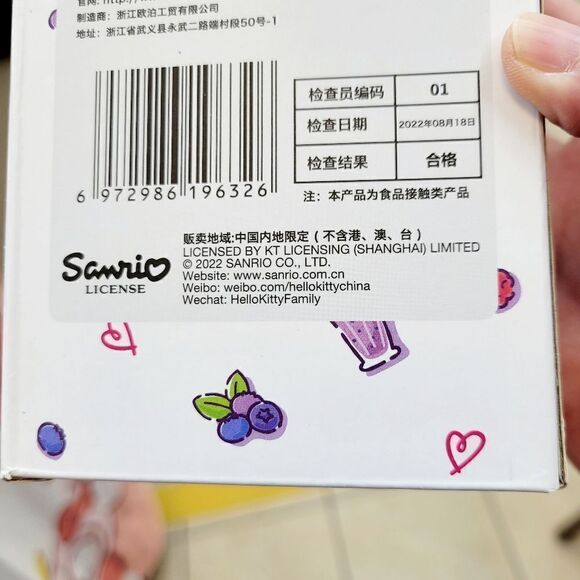 官网: http://
制造商：浙江欧泊工贸有限公司
地址：浙江省武义县永武二路端村段50号-1
检查员编码 01
检查日期 2022年08月18日
检查结果 合格
6 972986 196326
注：本产品为食品接触类产品
贩卖地域:中国内地限定（不含港、澳、台）
LICENSED BY KT LICENSING (SHANGHAI) LIMITED
© 2022 SANRIO CO., LTD.
Website: www.sanrio.com.cn
Weibo: weibo.com/hellokittychina
Wechat: HelloKittyFamily
Sanrio
LICENSE